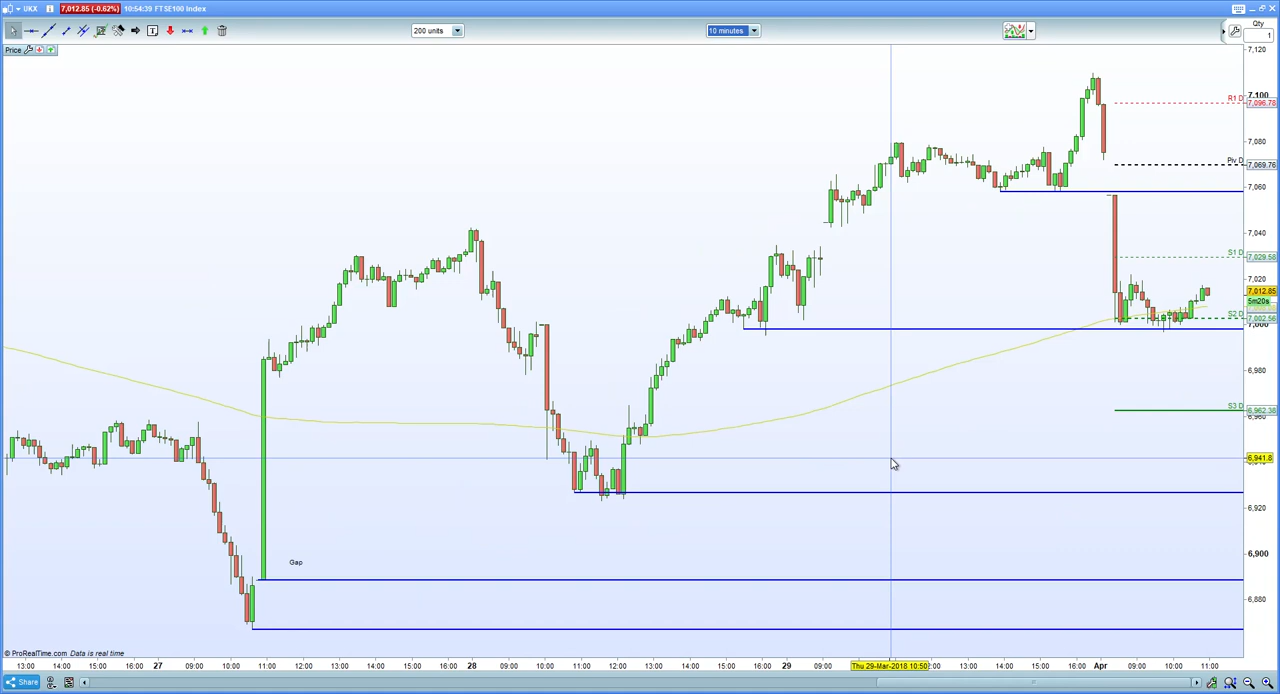 UKX 7,012.85 (-0.62%) 10:54:39 FTSE100 Index
200 units 10 minutes Qty
1
Price
7,120
7,100
R1 D 7,096.78
7,080
Piv D 7,069.76
7,060
7,040
S1 D 7,029.58
7,020
7,012.85
5m20s
S2 D 7,002.56
7,000
6,980
S3 D 6,962.38
6,960
6,941.8
6,920
Gap
6,900
6,880
© ProRealTime.com Data is real time
13:00 14:00 15:00 16:00 27 09:00 10:00 11:00 12:00 13:00 14:00 15:00 16:00 28 09:00 10:00 11:00 12:00 13:00 14:00 15:00 16:00 29 09:00 Thu 29-Mar-2018 10:50 13:00 14:00 15:00 16:00 Apr 09:00 10:00 11:00
Share